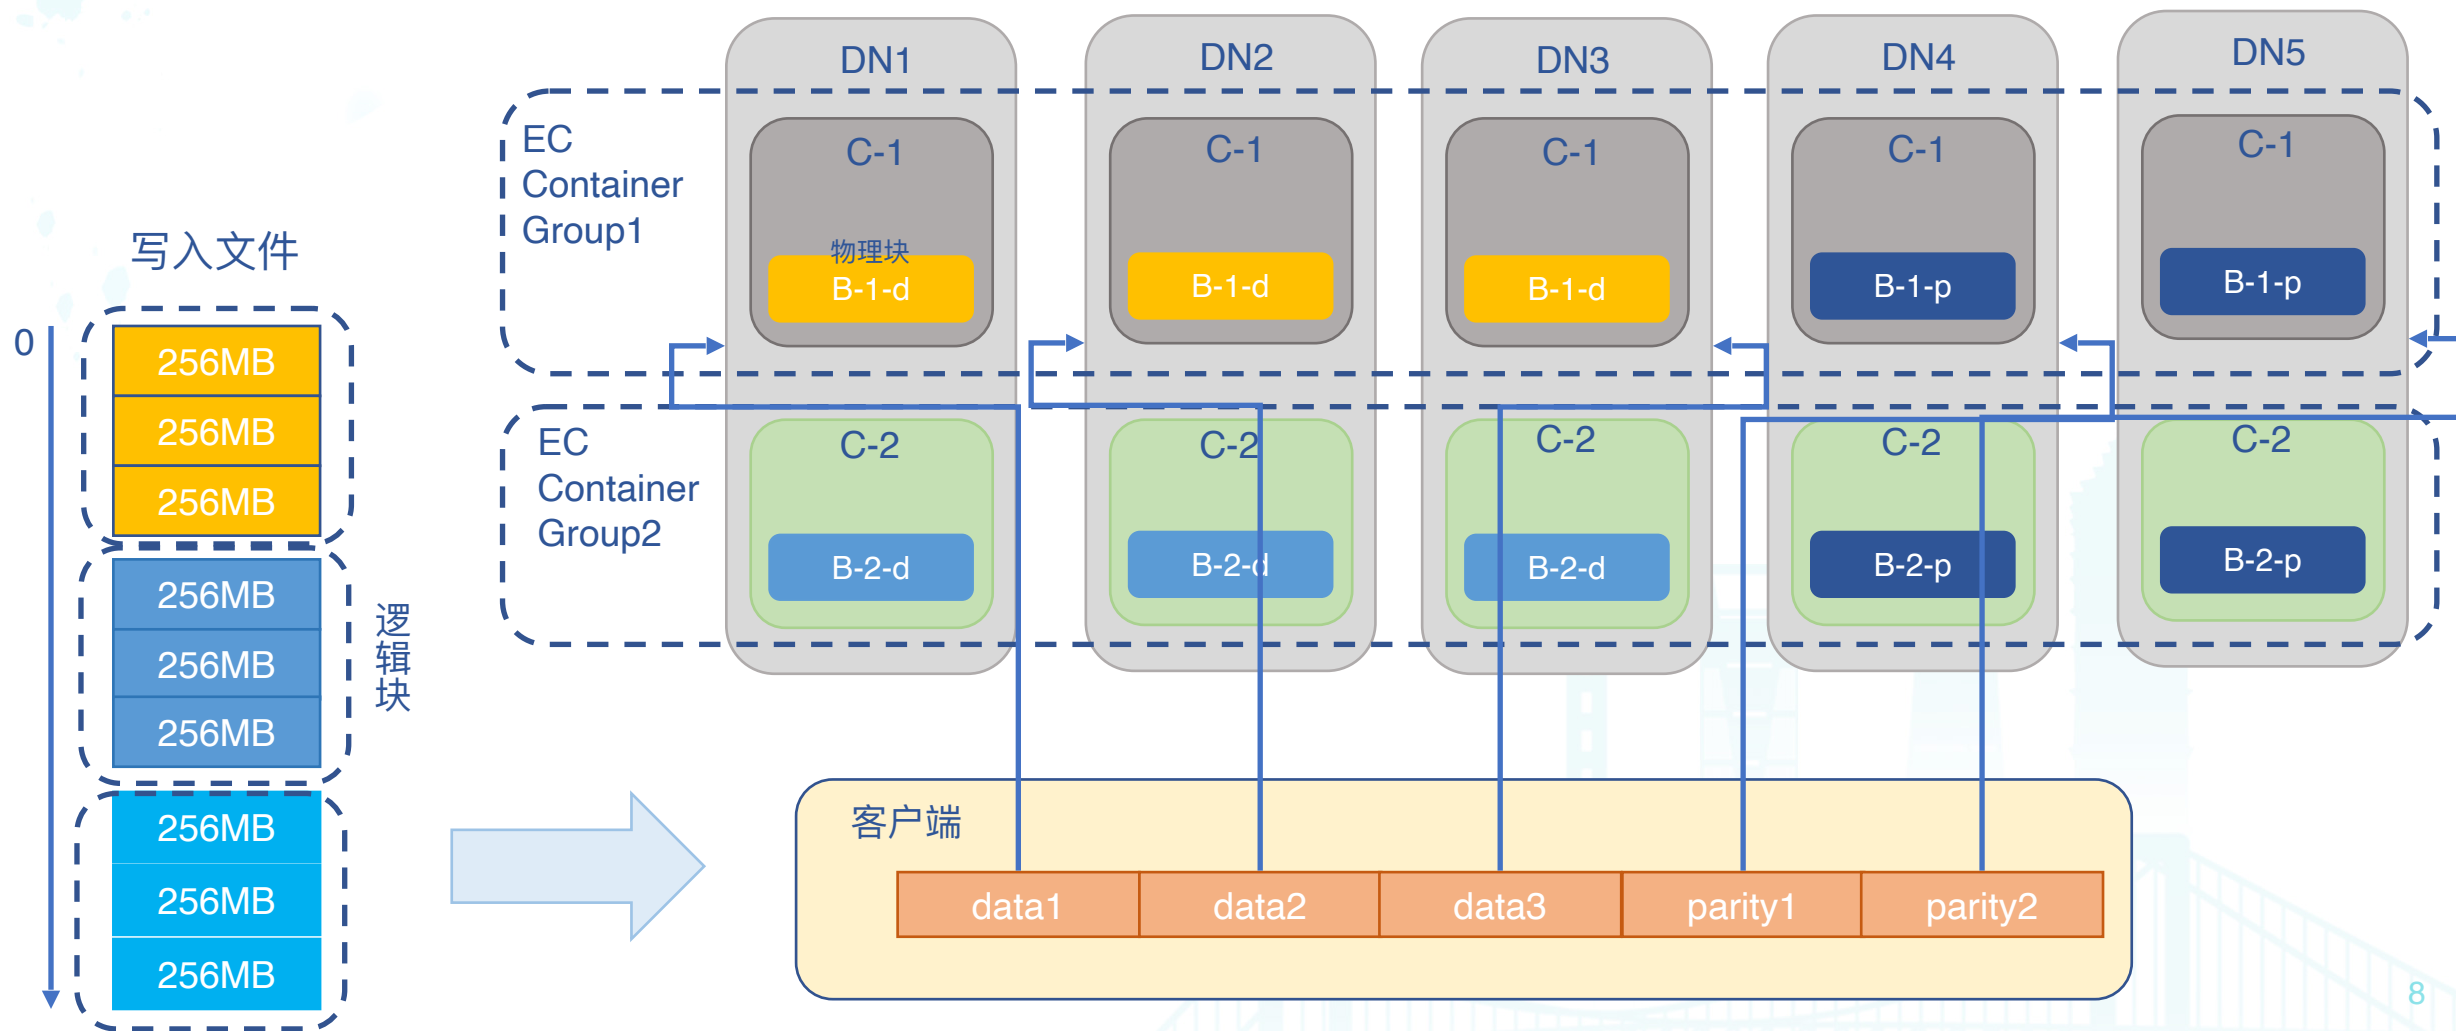 写入文件
0
256MB
256MB
256MB
256MB
256MB
256MB
256MB
256MB
256MB
逻辑块
DN1
DN2
DN3
DN4
DN5
EC
Container
Group1
C-1
C-1
C-1
C-1
C-1
物理块
B-1-d
B-1-d
B-1-d
B-1-p
B-1-p
EC
Container
Group2
C-2
C-2
C-2
C-2
C-2
B-2-d
B-2-d
B-2-d
B-2-p
B-2-p
客户端
data1
data2
data3
parity1
parity2
8